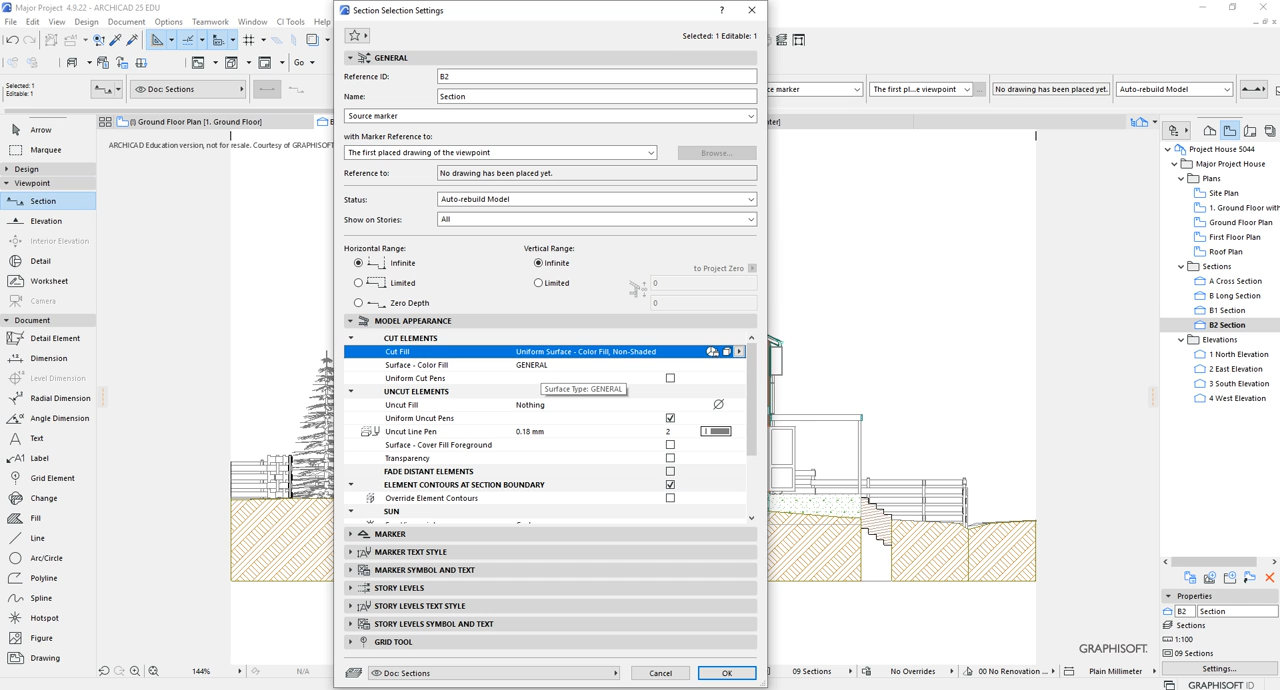 Major Project 4.9.22 - ARCHICAD 25 EDU
File Edit View Design Document Options Teamwork Window CI Tools Help
Go
Selected: 1
Editable: 1
Doc: Sections
The first pl...e viewpoint
No drawing has been placed yet.
Auto-rebuild Model
(!) Ground Floor Plan [1. Ground Floor]
ARCHICAD Education version, not for resale. Courtesy of GRAPHISOFT
Arrow
Marquee
Design
Viewpoint
Section
Elevation
Interior Elevation
Detail
Worksheet
Camera
Document
Detail Element
Dimension
Level Dimension
Radial Dimension
Angle Dimension
Text
Label
Grid Element
Change
Fill
Line
Arc/Circle
Polyline
Spline
Hotspot
Figure
Drawing
144%
N/A
Section Selection Settings
?
Selected: 1 Editable: 1
GENERAL
Reference ID:
B2
Name:
Section
Source marker
with Marker Reference to:
The first placed drawing of the viewpoint
Browse...
Reference to:
No drawing has been placed yet.
Status:
Auto-rebuild Model
Show on Stories:
All
Horizontal Range:
Infinite
Limited
Zero Depth
Vertical Range:
Infinite
Limited
to Project Zero
0
0
MODEL APPEARANCE
CUT ELEMENTS
Cut Fill Uniform Surface - Color Fill, Non-Shaded
Surface - Color Fill GENERAL
Uniform Cut Pens
Surface Type: GENERAL
UNCUT ELEMENTS
Uncut Fill Nothing
Uniform Uncut Pens
Uncut Line Pen 0.18 mm 2
Surface - Cover Fill Foreground
Transparency
FADE DISTANT ELEMENTS
ELEMENT CONTOURS AT SECTION BOUNDARY
Override Element Contours
SUN
MARKER
MARKER TEXT STYLE
MARKER SYMBOL AND TEXT
STORY LEVELS
STORY LEVELS TEXT STYLE
STORY LEVELS SYMBOL AND TEXT
GRID TOOL
Doc: Sections
Cancel
OK
Project House 5044
Major Project House
Plans
Site Plan
1. Ground Floor with
Ground Floor Plan
First Floor Plan
Roof Plan
Sections
A Cross Section
B Long Section
B1 Section
B2 Section
Elevations
1 North Elevation
2 East Elevation
3 South Elevation
4 West Elevation
Properties
B2 Section
Sections
1:100
09 Sections
Settings...
GRAPHISOFT.
09 Sections
No Overrides
00 No Renovation ...
Plain Millimeter
GRAPHISOFT ID